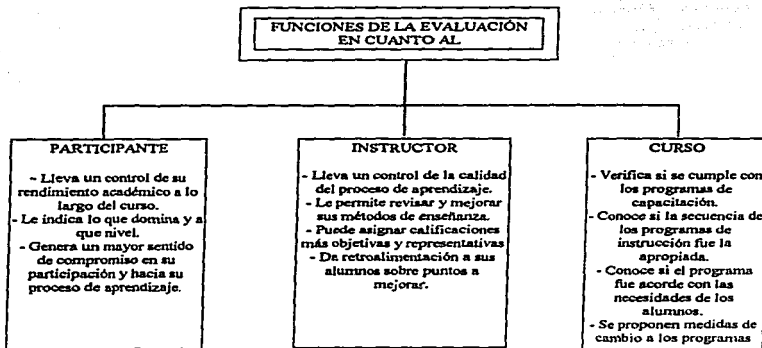 FUNCIONES DE LA EVALUACIÓN
EN CUANTO AL
PARTICIPANTE
- Lleva un control de su
rendimiento académico a lo
largo del curso.
- Le indica lo que domina y a
que nivel.
- Genera un mayor sentido
de compromiso en su
participación y hacia su
proceso de aprendizaje.
INSTRUCTOR
- Lleva un control de la calidad
del proceso de aprendizaje.
- Le permite revisar y mejorar
sus métodos de enseñanza.
- Puede asignar calificaciones
más objetivas y representativas
- Da retroalimentación a sus
alumnos sobre puntos a
mejorar.
CURSO
- Verifica si se cumple con
los programas de
capacitación.
- Conoce si la secuencia de
los programas de
instrucción fue la
apropiada.
- Conoce si el programa
fue acorde con las
necesidades de los
alumnos.
- Se proponen medidas de
cambio a los programas